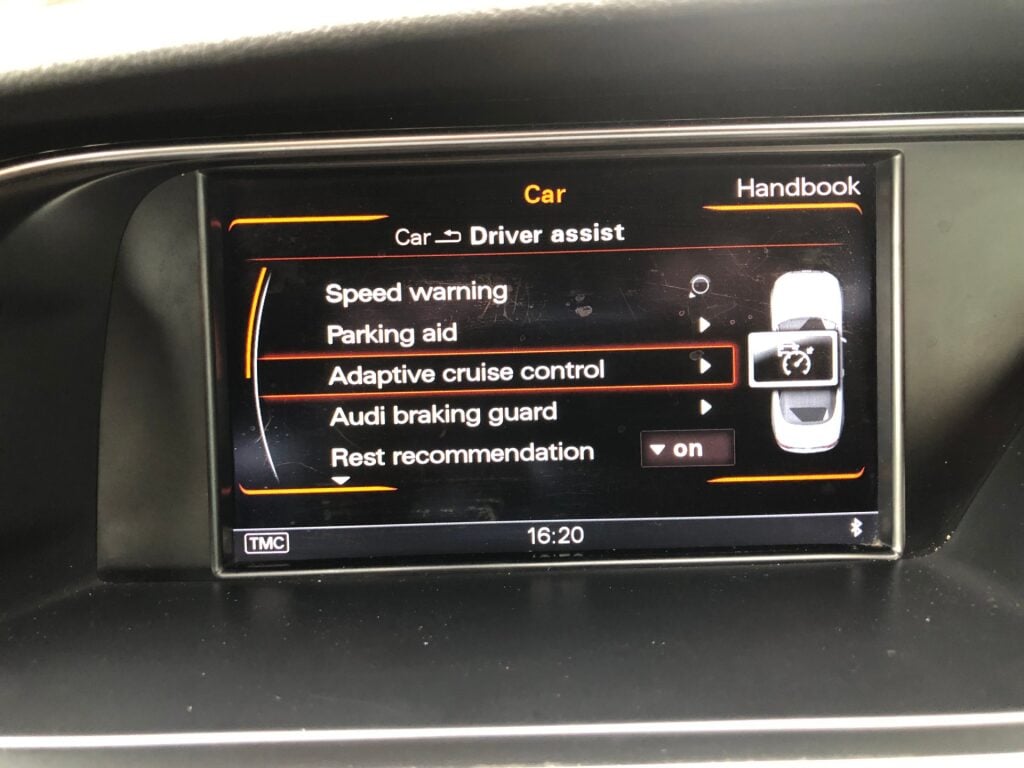 Car
Handbook
Car Driver assist
Speed warning
Parking aid
Adaptive cruise control
Audi braking guard
Rest recommendation on
TMC 16:20